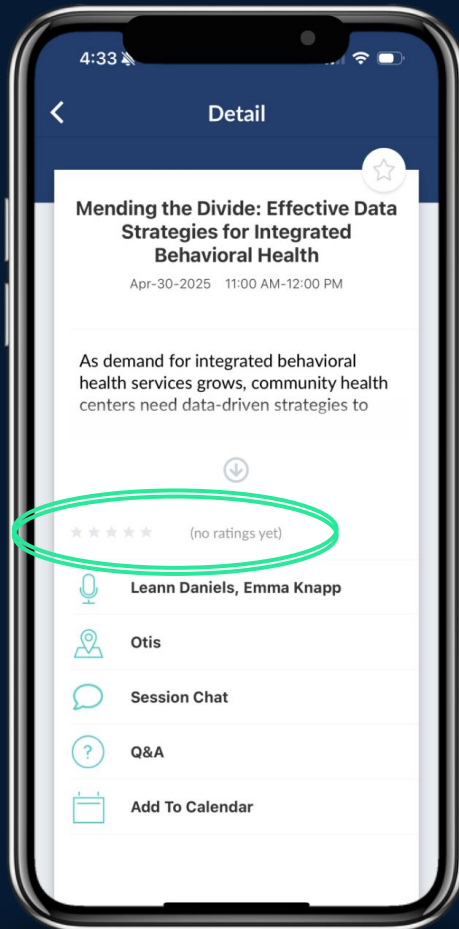 4:33
Detail
Mending the Divide: Effective Data
Strategies for Integrated
Behavioral Health
Apr-30-2025 11:00 AM-12:00 PM
As demand for integrated behavioral
health services grows, community health
centers need data-driven strategies to
(no ratings yet)
Leann Daniels, Emma Knapp
Otis
Session Chat
?
Q&A
Add To Calendar